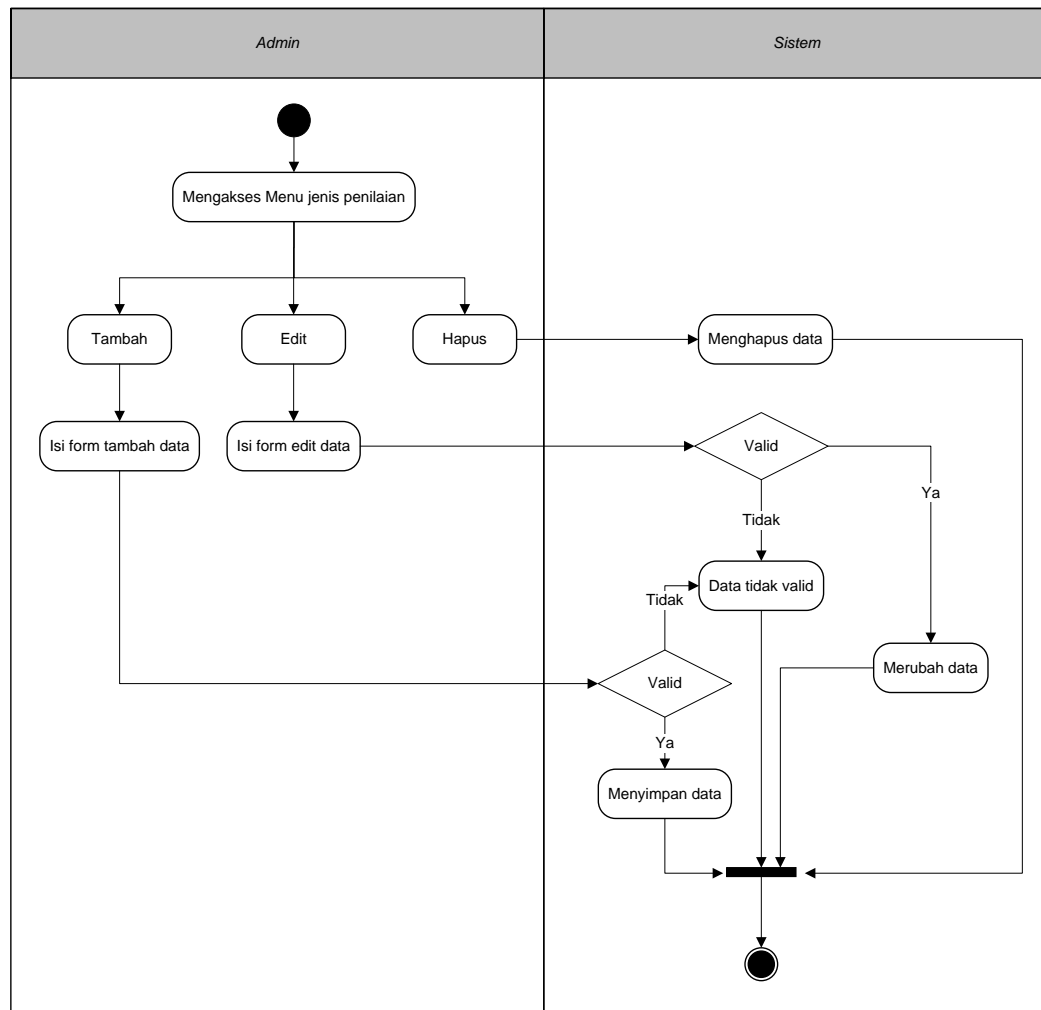 Admin
Sistem
Mengakses Menu jenis penilaian
Tambah
Edit
Hapus
Menghapus data
Isi form tambah data
Isi form edit data
Valid
Ya
Tidak
Data tidak valid
Tidak
Valid
Merubah data
Ya
Menyimpan data